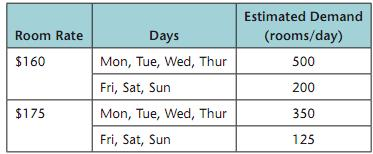 Estimated Demand
Room Rate Days (rooms/day)
$160 Mon, Tue, Wed, Thur 500
Fri, Sat, Sun 200
$175 Mon, Tue, Wed, Thur 350
Fri, Sat, Sun 125